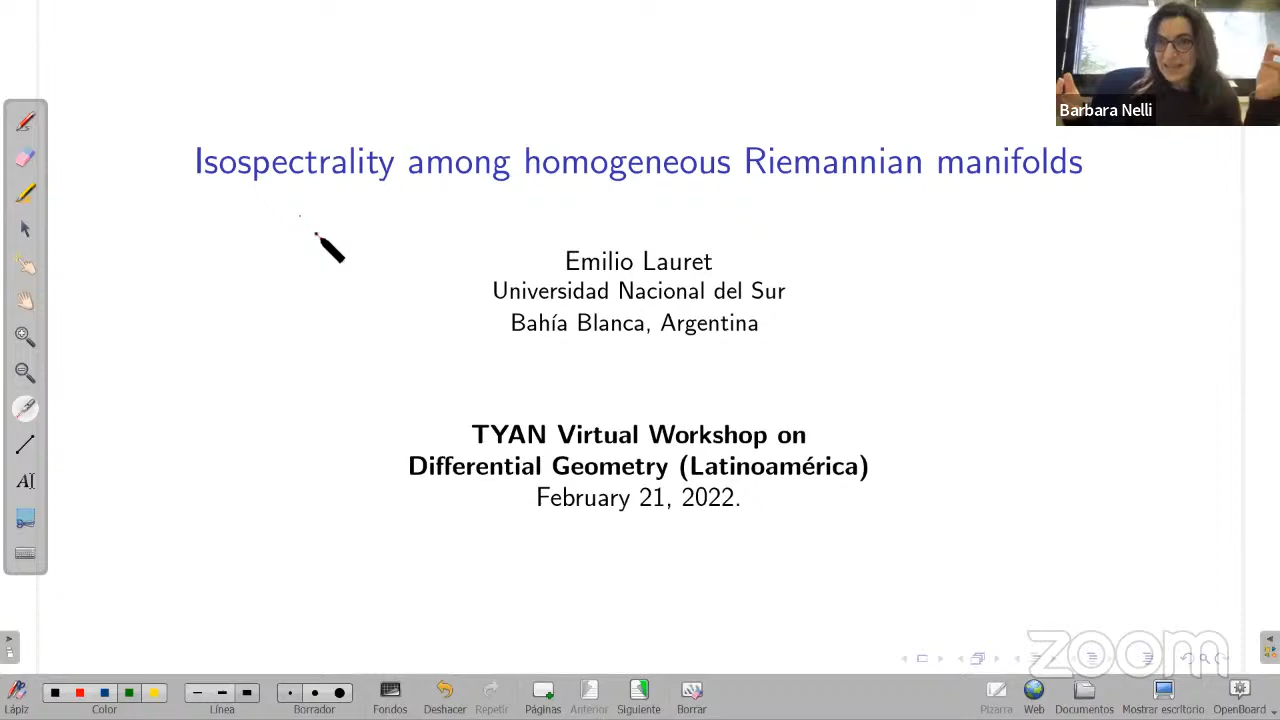 Barbara Nelli
Isospectrality among homogeneous Riemannian manifolds
Emilio Lauret
Universidad Nacional del Sur
Bahía Blanca, Argentina
TYAN Virtual Workshop on
Differential Geometry (Latinoamérica)
February 21, 2022.
zoom
Lápiz
Color
Línea
Borrador
Fondos
Deshacer
Repetir
Páginas
Anterior
Siguiente
Borrar
Pizarra
Web
Documentos
Mostrar escritorio
OpenBoard